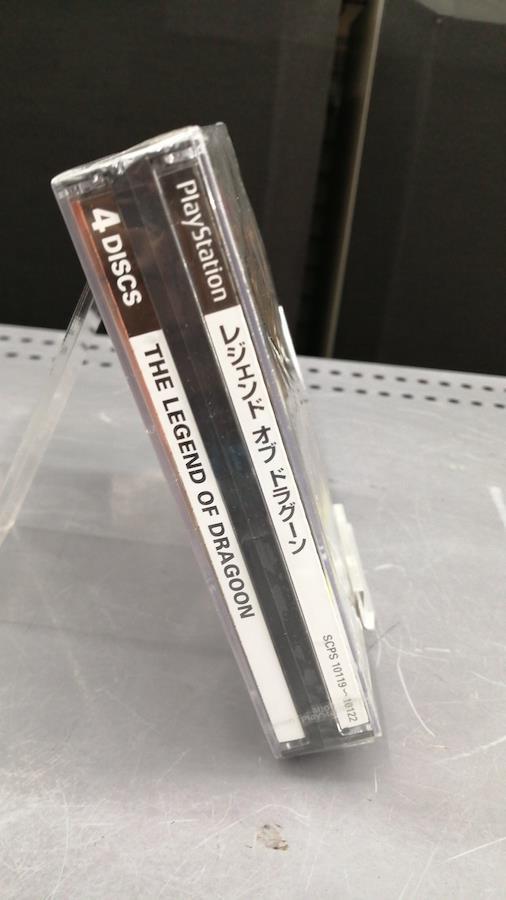 4 DISCS
THE LEGEND OF DRAGOON
PlayStation
レジェンド オブ ドラグーン
SCPS 10119~10122